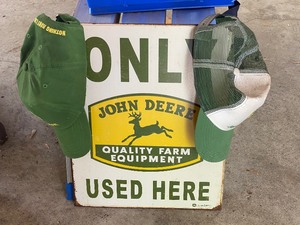 ONL
JOHN DEERE
QUALITY FARM
EQUIPMENT
USED HERE